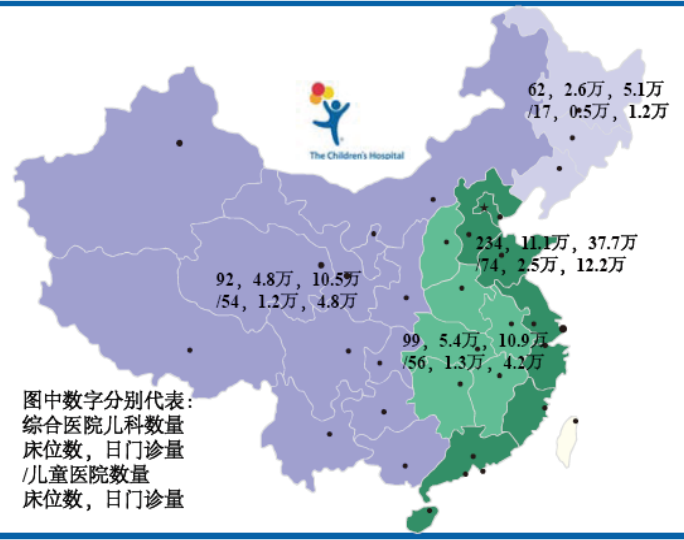 The Children's Hospital
62，2.6万，5.1万
/17，0.5万，1.2万
234，11.1万，37.7万
/74，2.5万，12.2万
92，4.8万，10.5万
/54，1.2万，4.8万
99，5.4万，10.9万
/56，1.3万，4.2万
图中数字分别代表：
综合医院儿科数量
床位数，日门诊量
/儿童医院数量
床位数，日门诊量